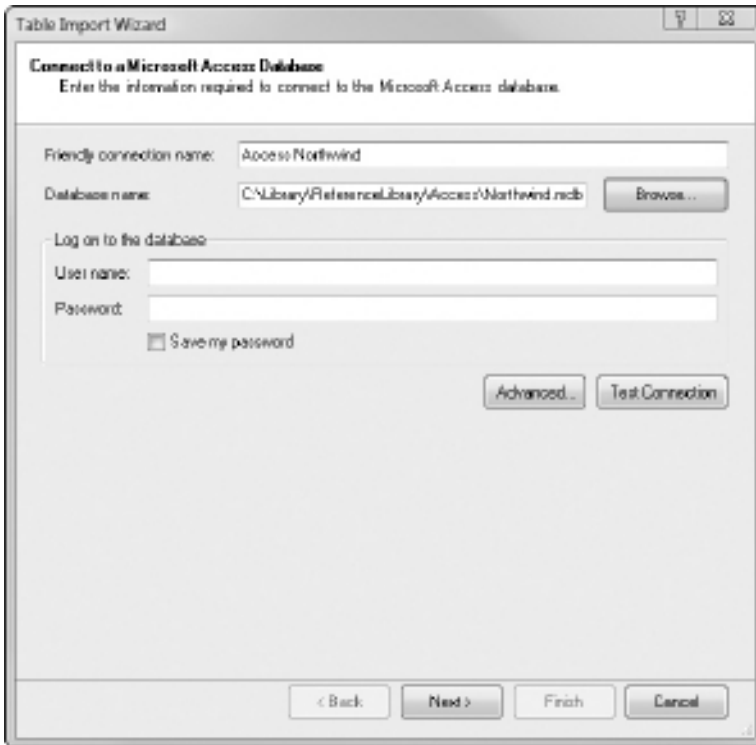 Table Import Wizard
Connect to a Microsoft Access Database
Enter the information required to connect to the Microsoft Access database.
Friendly connection name: Access Northwind
Database name: C:\Library\ReferenceLibrary\Access\Northwind.mdb Browse...
Log on to the database
User name:
Password:
Save my password
Advanced... Test Connection
< Back Next > Finish Cancel